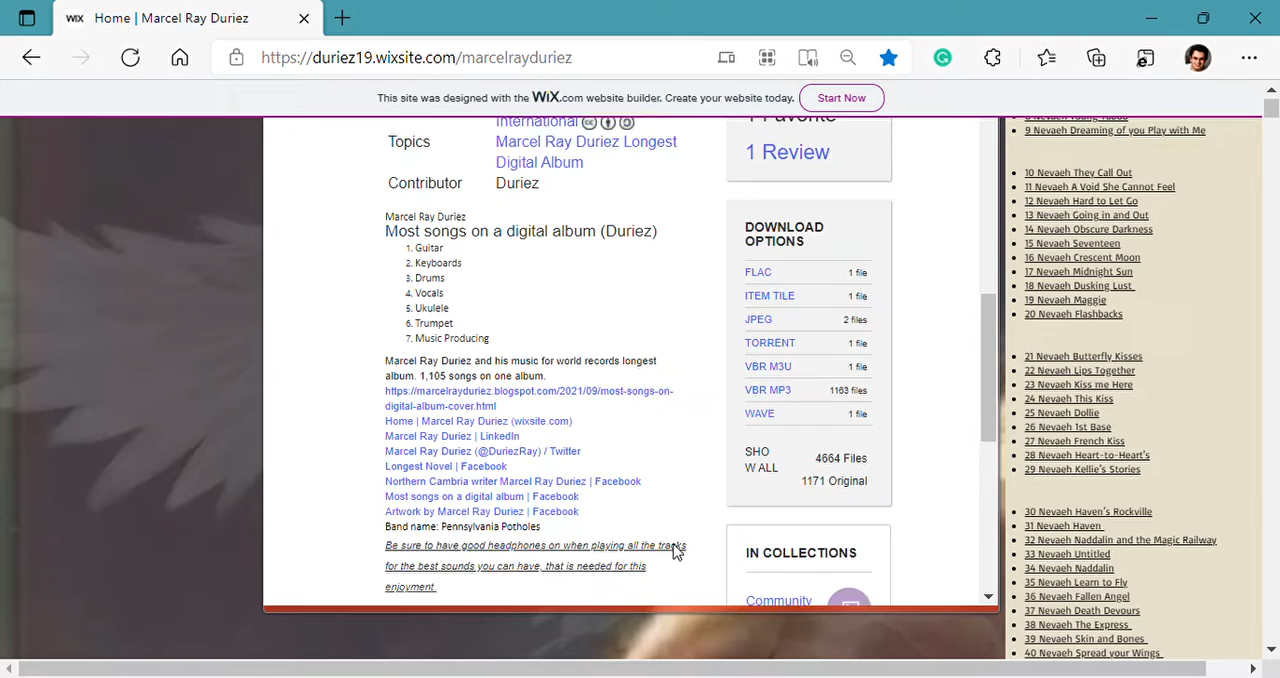 WiX Home | Marcel Ray Duriez
https://duriez19.wixsite.com/marcelrayduriez
This site was designed with the WiX.com website builder. Create your website today. Start Now
International
Topics Marcel Ray Duriez Longest
Digital Album
Contributor Duriez
Marcel Ray Duriez
Most songs on a digital album (Duriez)
1. Guitar
2. Keyboards
3. Drums
4. Vocals
5. Ukulele
6. Trumpet
7. Music Producing
Marcel Ray Duriez and his music for world records longest
album. 1,105 songs on one album.
https://marcelrayduriez.blogspot.com/2021/09/most-songs-on-
digital-album-cover.html
Home | Marcel Ray Duriez (wixsite.com)
Marcel Ray Duriez | LinkedIn
Marcel Ray Duriez (@DuriezRay) / Twitter
Longest Novel | Facebook
Northern Cambria writer Marcel Ray Duriez | Facebook
Most songs on a digital album | Facebook
Artwork by Marcel Ray Duriez | Facebook
Band name: Pennsylvania Potholes
Be sure to have good headphones on when playing all the tracks
for the best sounds you can have, that is needed for this
enjoyment.
1 Favorite
1 Review
DOWNLOAD
OPTIONS
FLAC 1 file
ITEM TILE 1 file
JPEG 2 files
TORRENT 1 file
VBR M3U 1 file
VBR MP3 1163 files
WAVE 1 file
SHO
W ALL
4664 Files
1171 Original
IN COLLECTIONS
Community
9 Nevaeh Dreaming of you Play with Me
10 Nevaeh They Call Out
11 Nevaeh A Void She Cannot Feel
12 Nevaeh Hard to Let Go
13 Nevaeh Going in and Out
14 Nevaeh Obscure Darkness
15 Nevaeh Seventeen
16 Nevaeh Crescent Moon
17 Nevaeh Midnight Sun
18 Nevaeh Dusking Lust
19 Nevaeh Maggie
20 Nevaeh Flashbacks
21 Nevaeh Butterfly Kisses
22 Nevaeh Lips Together
23 Nevaeh Kiss me Here
24 Nevaeh This Kiss
25 Nevaeh Dollie
26 Nevaeh 1st Base
27 Nevaeh French Kiss
28 Nevaeh Heart-to-Heart's
29 Nevaeh Kellie's Stories
30 Nevaeh Haven's Rockville
31 Nevaeh Haven
32 Nevaeh Naddalin and the Magic Railway
33 Nevaeh Untitled
34 Nevaeh Naddalin
35 Nevaeh Learn to Fly
36 Nevaeh Fallen Angel
37 Nevaeh Death Devours
38 Nevaeh The Express
39 Nevaeh Skin and Bones
40 Nevaeh Spread your Wings